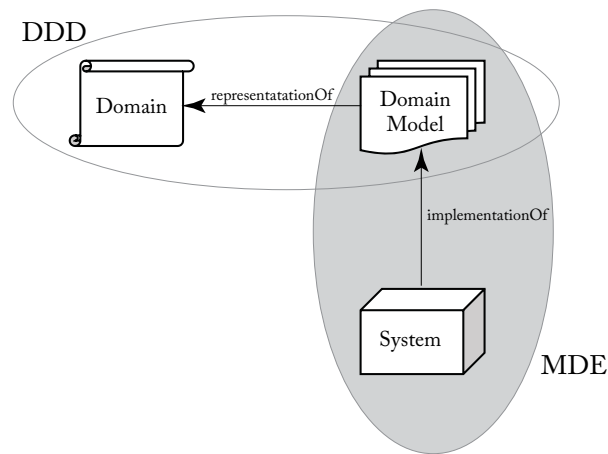 DDD
Domain
representatationOf
Domain
Model
implementationOf
System
MDE